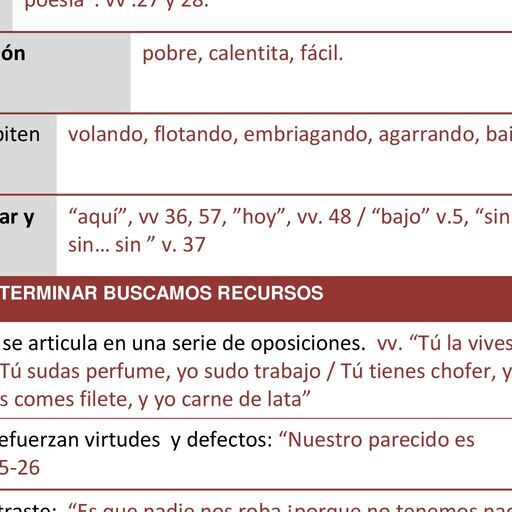 poesía". vv .27 y 28.
ón pobre, calentita, fácil.
piten volando, flotando, embriagando, agarrando, bai
ar y "aquí", vv 36, 57, "hoy", vv. 48 / "bajo" v.5, "sin
sin... sin " v. 37
TERMINAR BUSCAMOS RECURSOS
se articula en una serie de oposiciones. vv. "Tú la vives
Tú sudas perfume, yo sudo trabajo / Tú tienes chofer, y
s comes filete, y yo carne de lata"
efuerzan virtudes y defectos: "Nuestro parecido es
5-26
traste: "Es que nadie nos roba ¡porque no tenemos nad